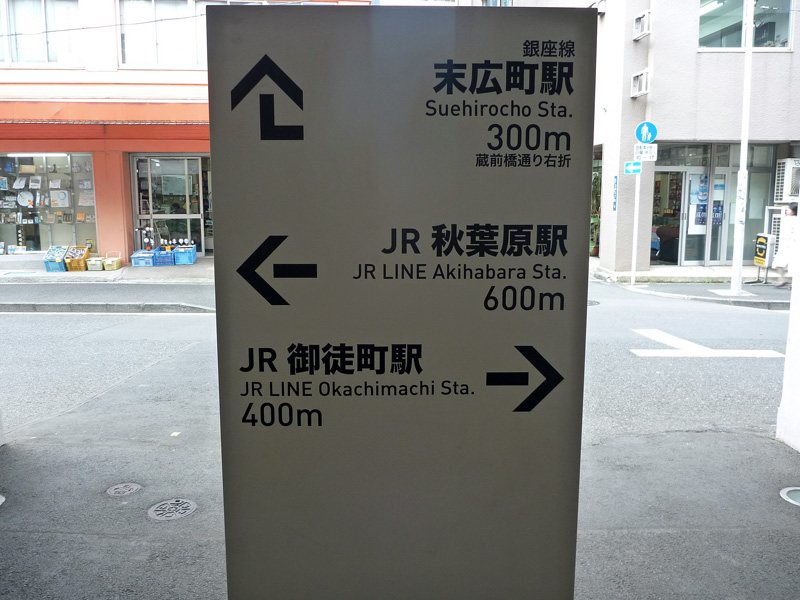 銀座線
末広町駅
Suehirocho Sta.
300m
蔵前橋通り右折
JR 秋葉原駅
JR LINE Akihabara Sta.
600m
JR 御徒町駅
JR LINE Okachimachi Sta.
400m